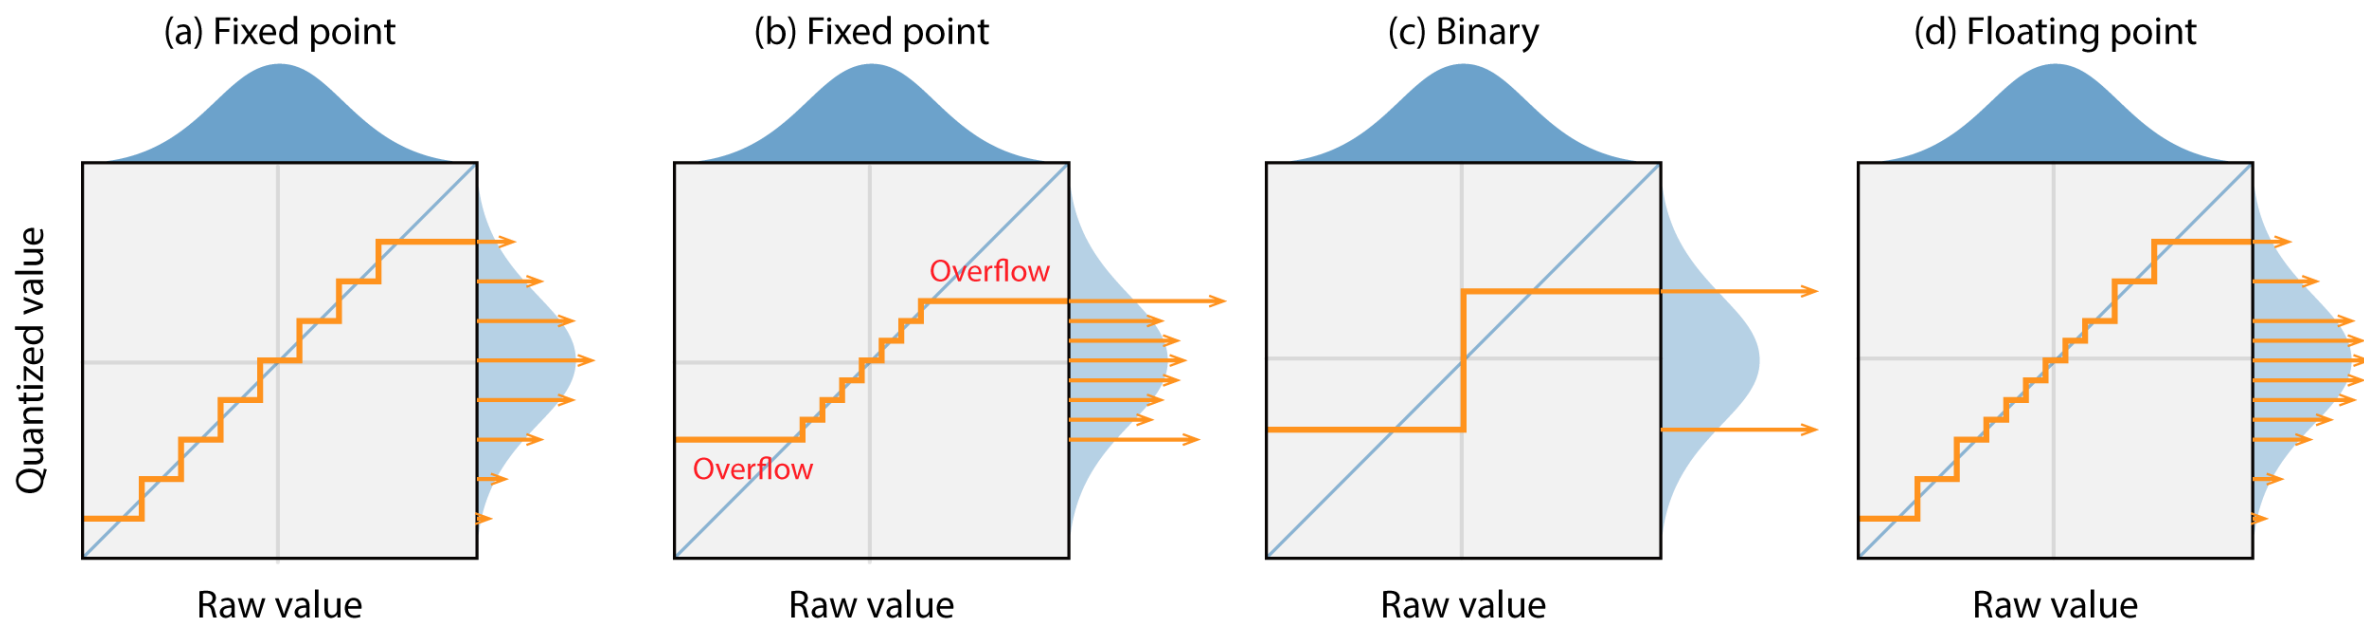 (a) Fixed point
(b) Fixed point
(c) Binary
(d) Floating point
Quantized value
Overflow
Overflow
Raw value
Raw value
Raw value
Raw value